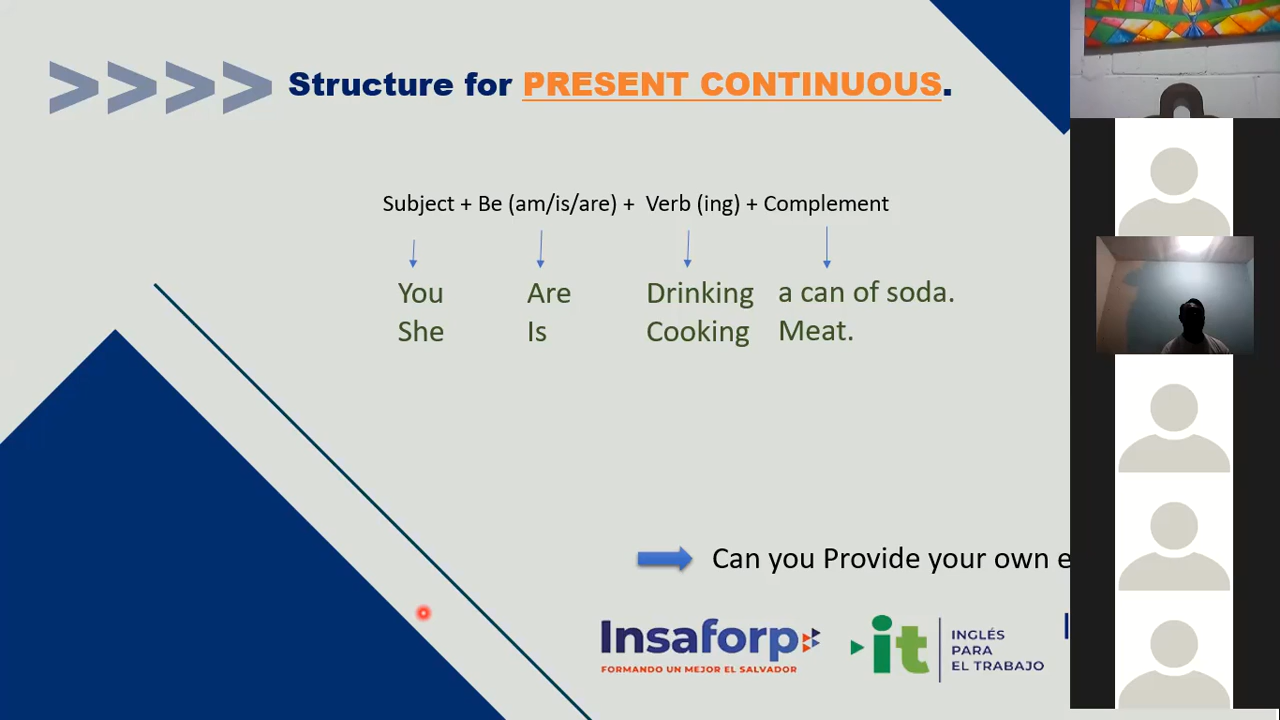 >>>> Structure for PRESENT CONTINUOUS.
Subject + Be (am/is/are) + Verb (ing) + Complement
You Are Drinking a can of soda.
She Is Cooking Meat.
Can you Provide your own
Insaforp
FORMANDO UN MEJOR EL SALVADOR
it
INGLÉS
PARA
EL TRABAJO